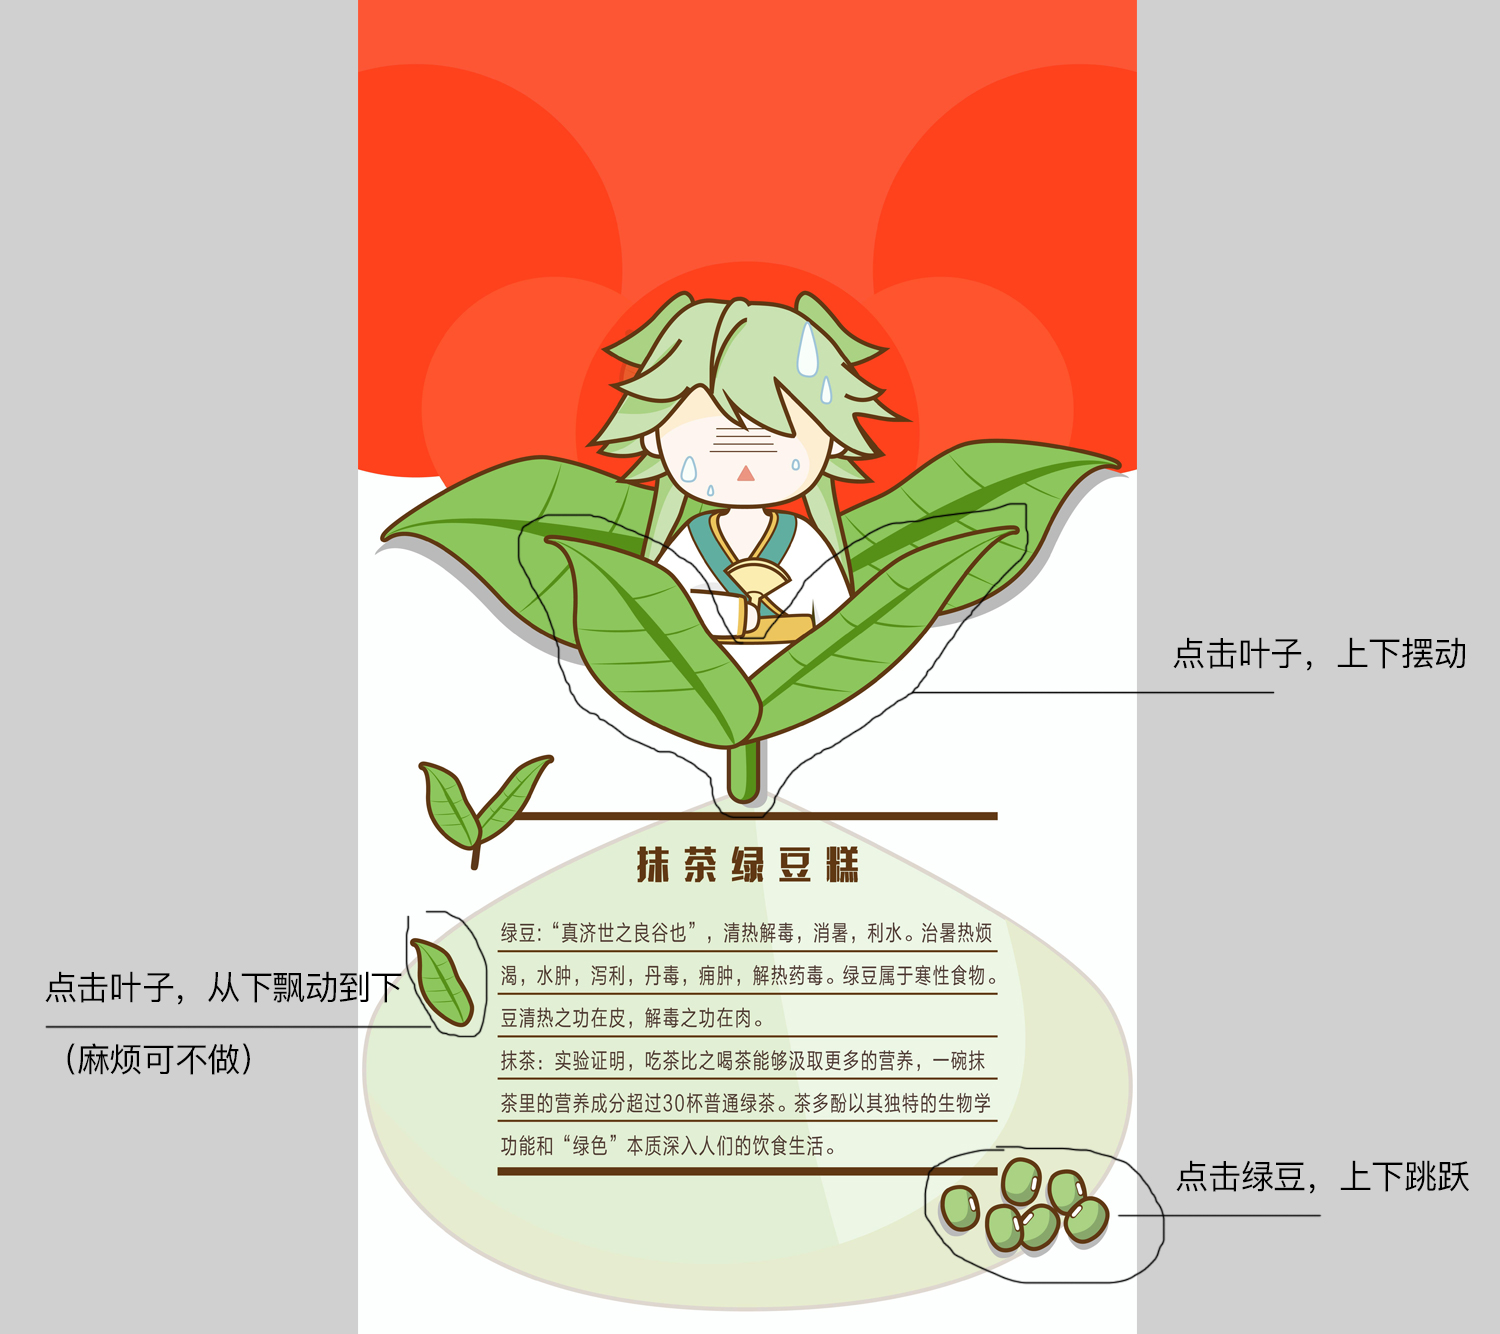 点击叶子，上下摆动
抹茶绿豆糕
绿豆:“真济世之良谷也”，清热解毒，消暑，利水。治暑热烦
渴，水肿，泻利，丹毒，痈肿，解热药毒。绿豆属于寒性食物。
豆清热之功在皮，解毒之功在肉。
抹茶：实验证明，吃茶比之喝茶能够汲取更多的营养，一碗抹
茶里的营养成分超过30杯普通绿茶。茶多酚以其独特的生物学
功能和“绿色”本质深入人们的饮食生活。
点击叶子，从下飘动到下
（麻烦可不做）
点击绿豆，上下跳跃